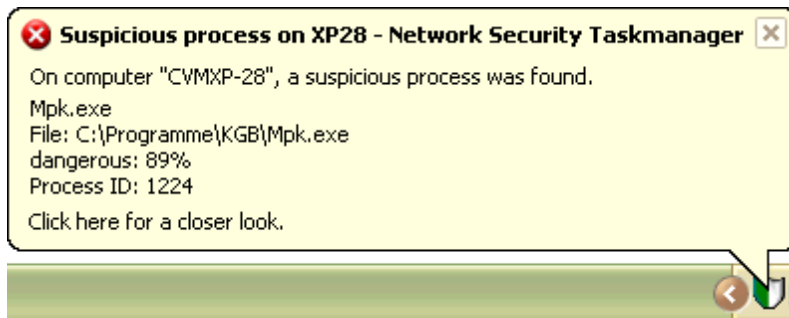 Suspicious process on XP28 - Network Security Taskmanager
On computer "CVMXP-28", a suspicious process was found.
Mpk.exe
File: C:\Programme\KGB\Mpk.exe
dangerous: 89%
Process ID: 1224
Click here for a closer look.